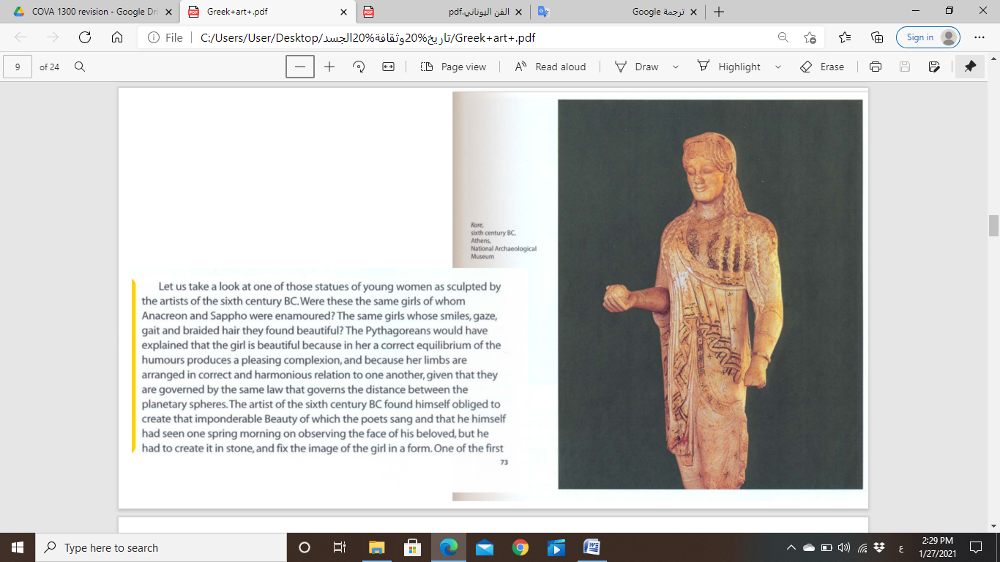 COVA 1300 revision - Google Dri
Greek+art+.pdf
الفن اليوناني.pdf
ترجمة Google
File
C:/Users/User/Desktop/تاريخ%20وثقافة%20الجسد/Greek+art+.pdf
Sign in
9 of 24
Page view
Read aloud
Draw
Highlight
Erase
Kore,
sixth century BC.
Athens,
National Archaeological
Museum
Let us take a look at one of those statues of young women as sculpted by
the artists of the sixth century BC. Were these the same girls of whom
Anacreon and Sappho were enamoured? The same girls whose smiles, gaze,
gait and braided hair they found beautiful? The Pythagoreans would have
explained that the girl is beautiful because in her a correct equilibrium of the
humours produces a pleasing complexion, and because her limbs are
arranged in correct and harmonious relation to one another, given that they
are governed by the same law that governs the distance between the
planetary spheres. The artist of the sixth century BC found himself obliged to
create that imponderable Beauty of which the poets sang and that he himself
had seen one spring morning on observing the face of his beloved, but he
had to create it in stone, and fix the image of the girl in a form. One of the first
73
Type here to search
ع
2:29 PM
1/27/2021